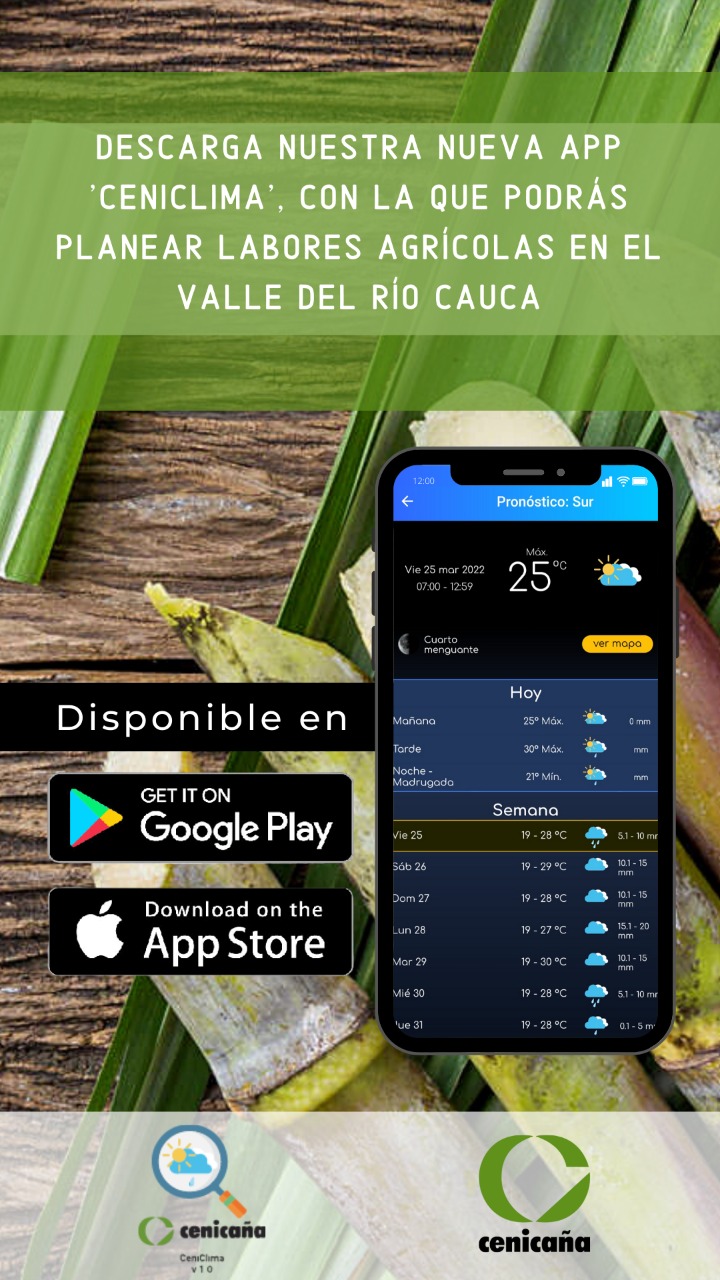 DESCARGA NUESTRA NUEVA APP
'CENICLIMA', CON LA QUE PODRÁS
PLANEAR LABORES AGRÍCOLAS EN EL
VALLE DEL RÍO CAUCA
12:00
Pronóstico: Sur
Vie 25 mar 2022
07:00 - 12:59
Máx.
25°C
Cuarto
menguante
ver mapa
Hoy
Mañana 25° Máx. 0 mm
Tarde 30° Máx. mm
Noche -
Madrugada 21° Mín. mm
Semana
Vie 25 19 - 28 °C 5.1 - 10 mm
Sáb 26 19 - 29 °C 10.1 - 15
mm
Dom 27 19 - 28 °C 10.1 - 15
mm
Lun 28 19 - 27 °C 15.1 - 20
mm
Mar 29 19 - 30 °C 10.1 - 15
mm
Mié 30 19 - 28 °C 5.1 - 10 mm
Jue 31 19 - 28 °C 0.1 - 5 m
Disponible en
GET IT ON
Google Play
Download on the
App Store
cenicaña
CeniClima
v 1 0
cenicaña